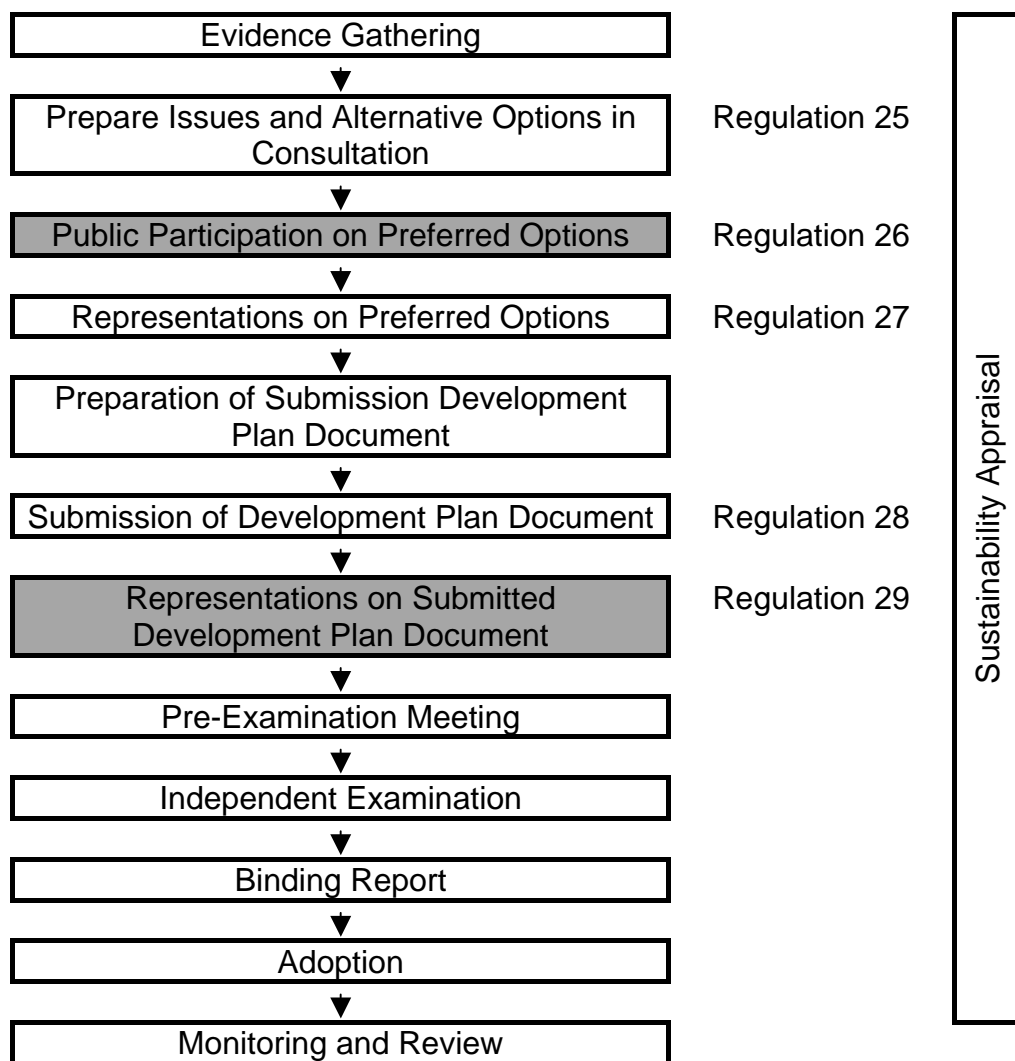 Evidence Gathering
Prepare Issues and Alternative Options in
Consultation
Regulation 25
Public Participation on Preferred Options
Regulation 26
Representations on Preferred Options
Regulation 27
Preparation of Submission Development
Plan Document
Submission of Development Plan Document
Regulation 28
Representations on Submitted
Development Plan Document
Regulation 29
Pre-Examination Meeting
Independent Examination
Binding Report
Adoption
Monitoring and Review
Sustainability Appraisal